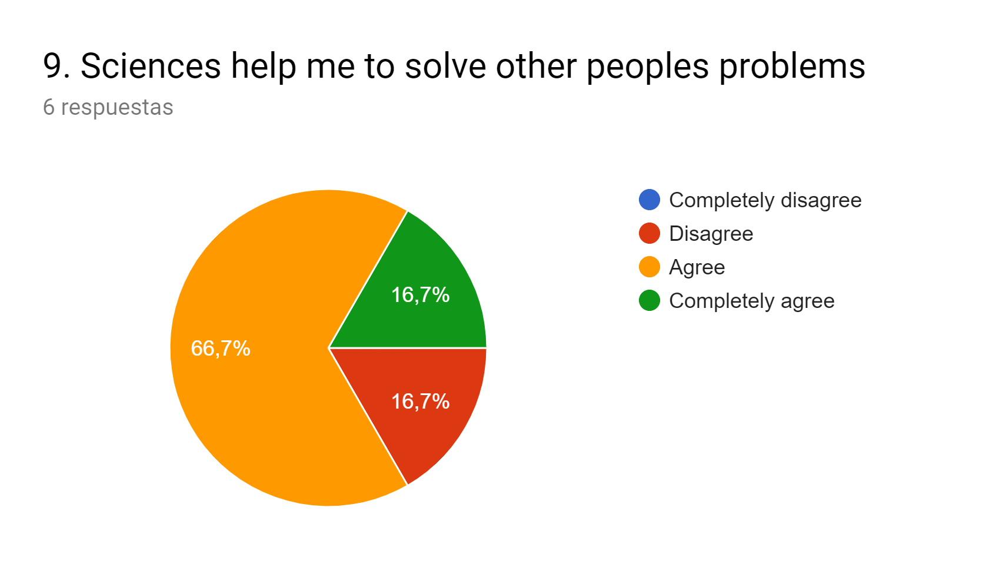 9. Sciences help me to solve other peoples problems
6 respuestas
Completely disagree
Disagree
Agree
Completely agree
16,7%
66,7%
16,7%